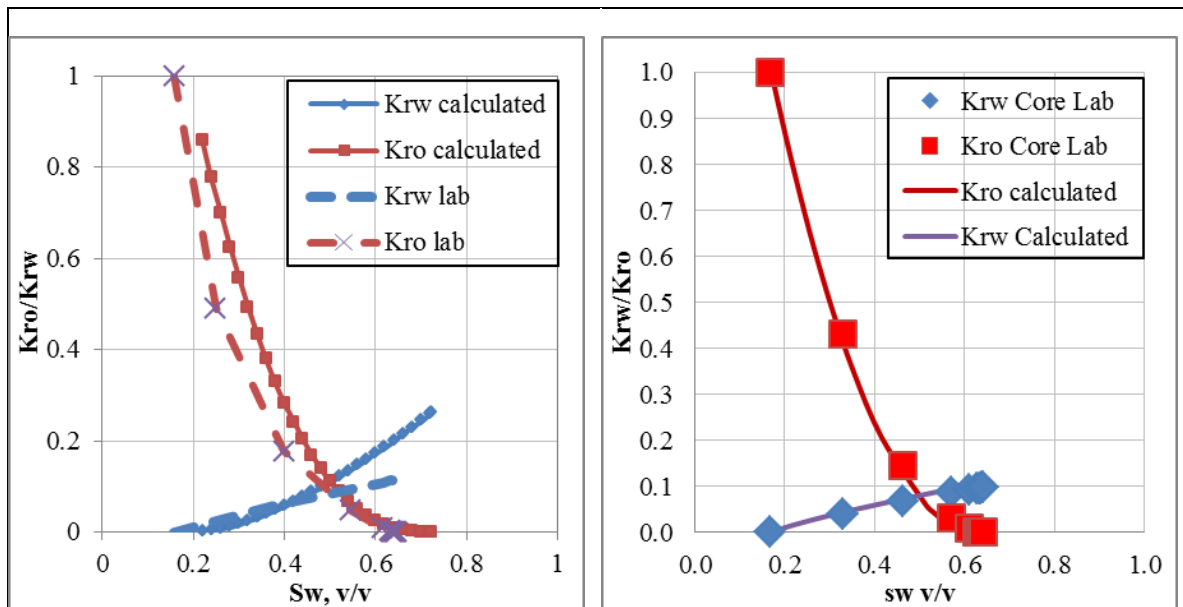 1
0.8
0.6
0.4
0.2
0
0 0.2 0.4 0.6 0.8 1
Kro/Krw
Sw, v/v
Krw calculated
Kro calculated
Krw lab
Kro lab
1.0
0.9
0.8
0.7
0.6
0.5
0.4
0.3
0.2
0.1
0.0
0.0 0.2 0.4 0.6 0.8 1.0
Krw/Kro
sw v/v
Krw Core Lab
Kro Core Lab
Kro calculated
Krw Calculated